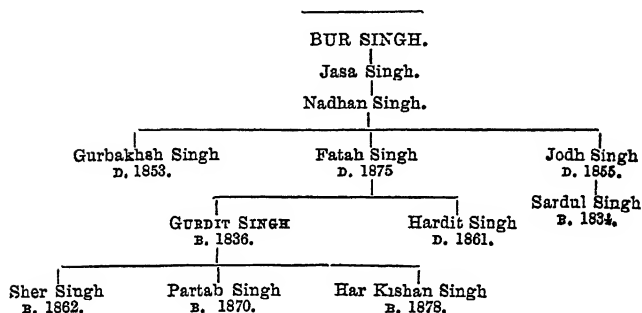 BUR SINGH.
Jasa Singh.
Nadhan Singh.
Gurbakhsh Singh Fatah Singh Jodh Singh
D. 1853. D. 1875 D. 1855.
Sardul Singh
B. 1834.
GURDIT SINGH Hardit Singh
B. 1836. D. 1861.
Sher Singh Partab Singh Har Kishan Singh
B. 1862. B. 1870. B. 1878.